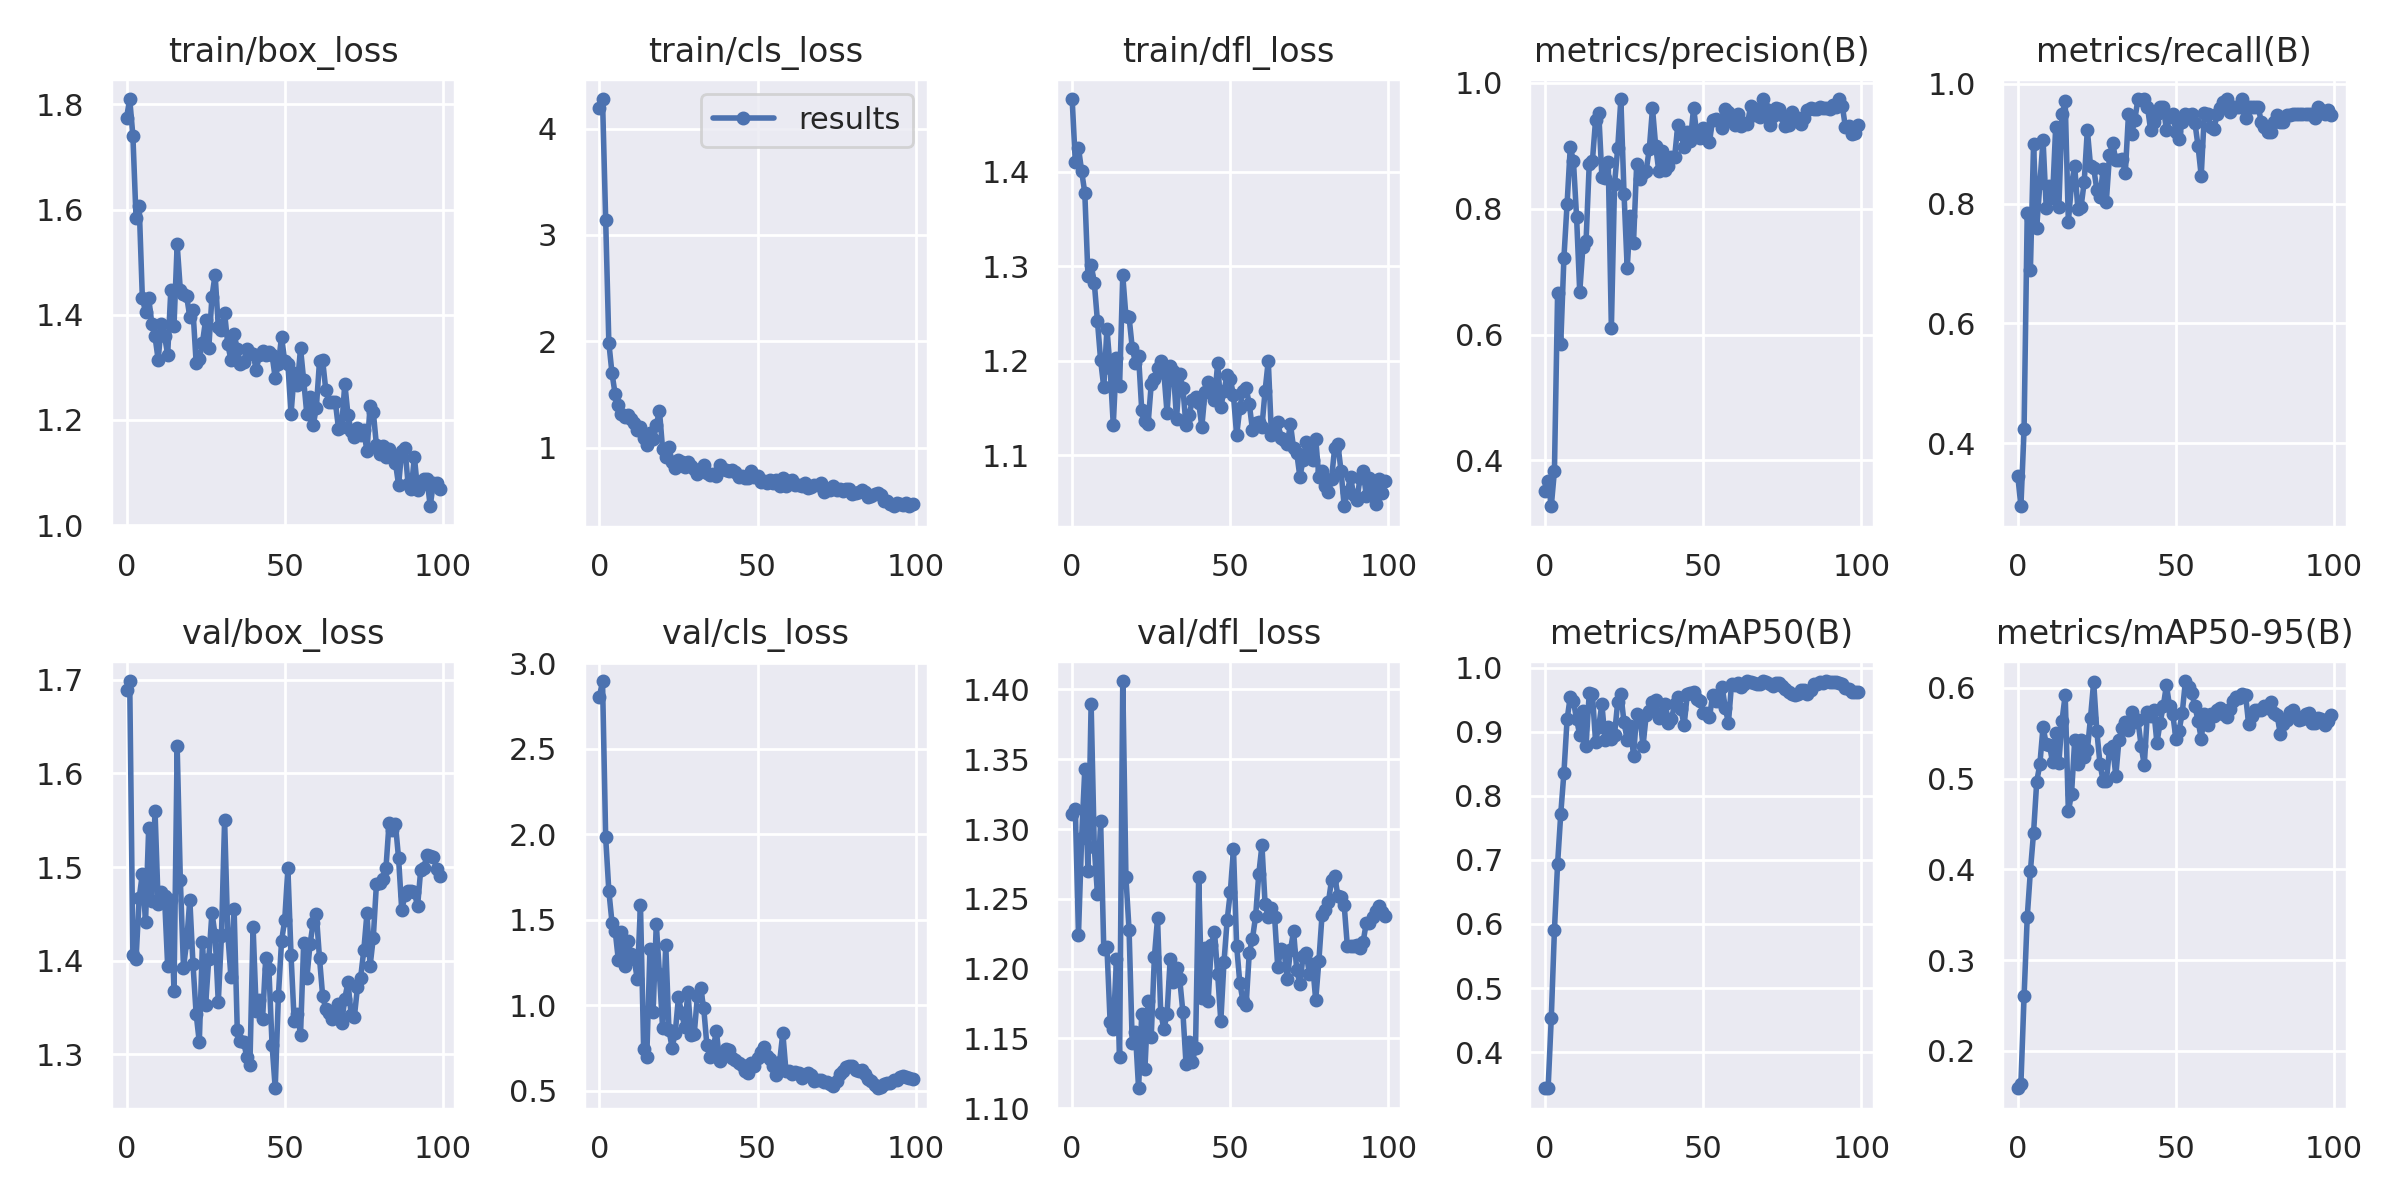 train/box_loss
1.8
1.6
1.4
1.2
1.0
0 50 100
train/cls_loss
results
4
3
2
1
0 50 100
train/dfl_loss
1.4
1.3
1.2
1.1
0 50 100
metrics/precision(B)
1.0
0.8
0.6
0.4
0 50 100
metrics/recall(B)
1.0
0.8
0.6
0.4
0 50 100
val/box_loss
1.7
1.6
1.5
1.4
1.3
0 50 100
val/cls_loss
3.0
2.5
2.0
1.5
1.0
0.5
0 50 100
val/dfl_loss
1.40
1.35
1.30
1.25
1.20
1.15
1.10
0 50 100
metrics/mAP50(B)
1.0
0.9
0.8
0.7
0.6
0.5
0.4
0 50 100
metrics/mAP50-95(B)
0.6
0.5
0.4
0.3
0.2
0 50 100